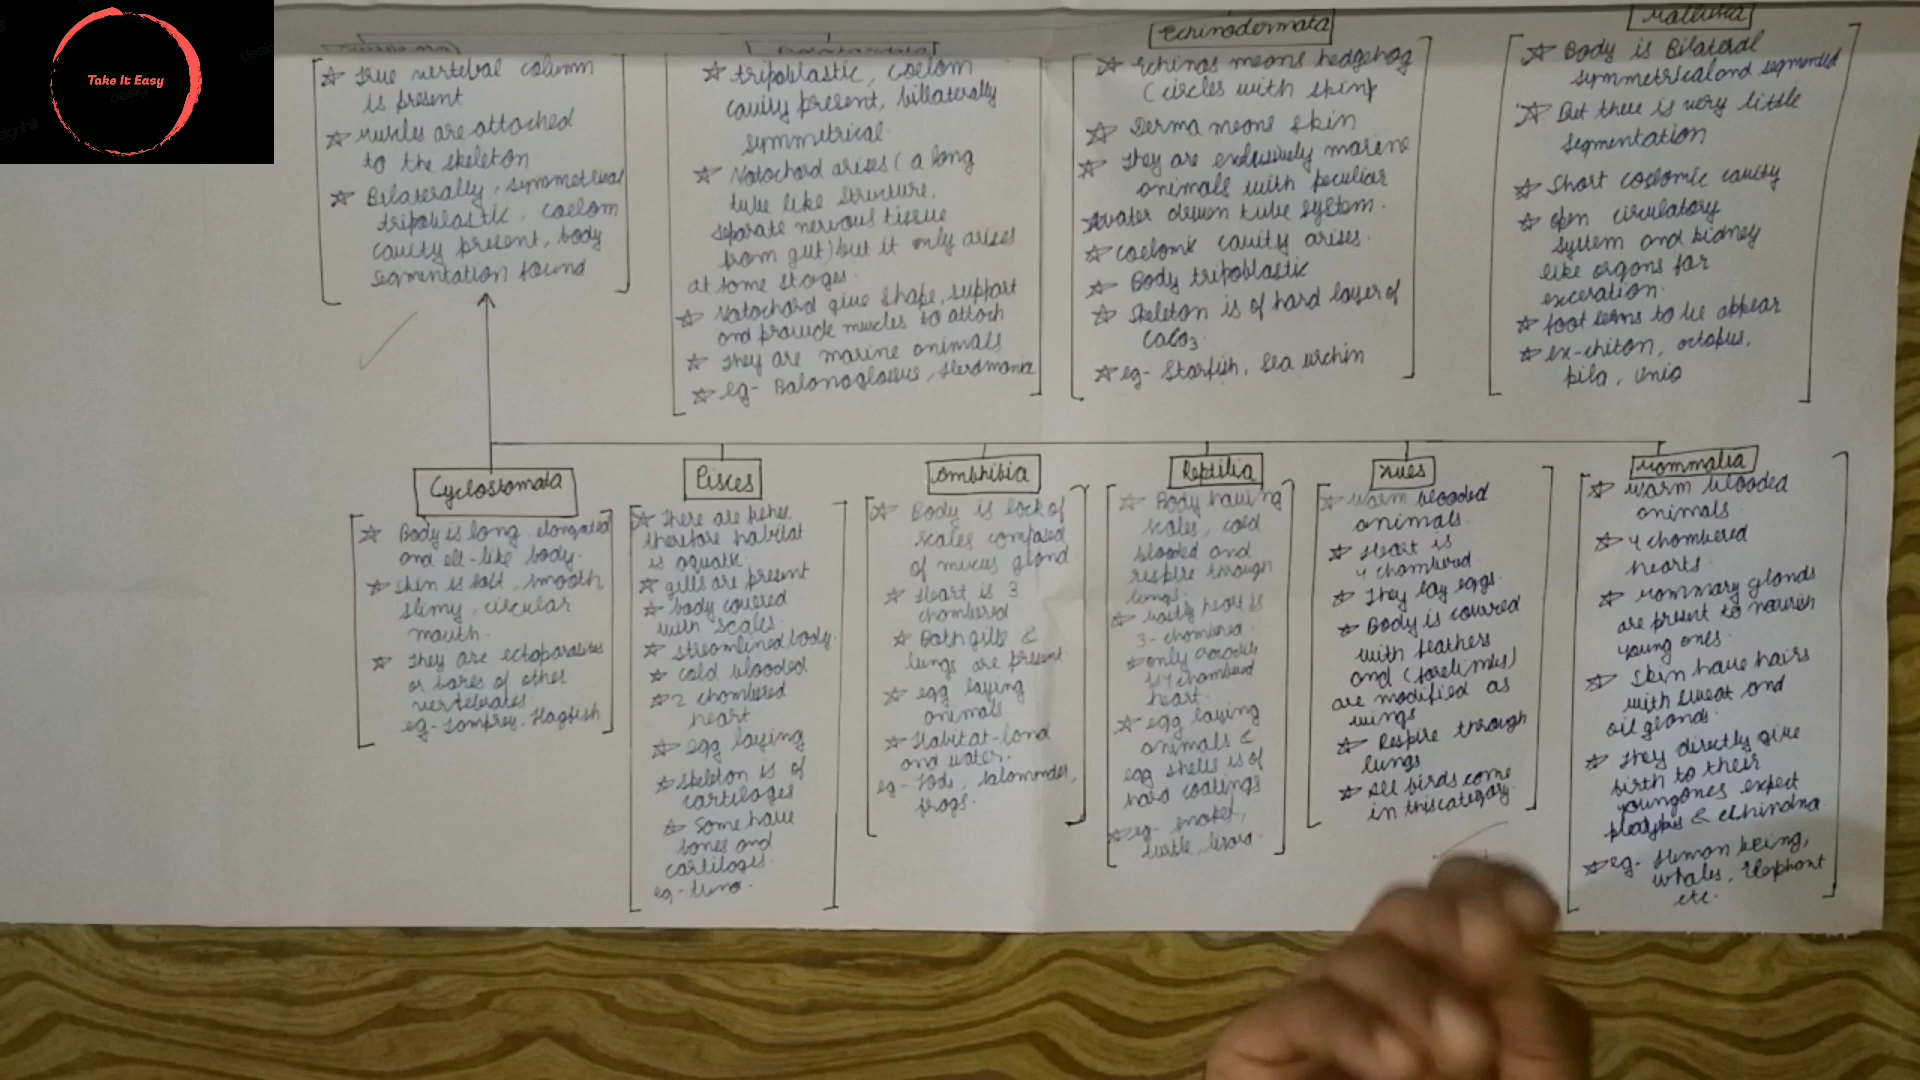 Take It Easy
★ True vertebal column
is present
★ Muscles are attached
to the skeleton
★ Bilaterally, symmetrical
tripoblastic, coelom
cavity present, body
segmentation found
★ tripoblastic, coelom
cavity present, billaterally
symmetrical.
★ Notochord arises ( a long
tube like structure,
separate nervous tissue
from gut) but it only arises
at some stages.
★ Notochord give shape, support
and provide muscles to attach
★ They are marine animals
★ eg- Balanoglossus, Herdmania
Echinodermata
★ Echinos means hedgehog
(circles with skin)
★ Derma means skin
★ They are exclusively marine
animals with peculiar
★ water driven tube system.
★ coelomic cavity arises.
★ Body tripoblastic
★ Skeleton is of hard layer of
CaCO3.
★ eg- Starfish, Sea urchin
Mollusca
★ Body is Bilateral
symmetrical and segmented
★ But there is very little
segmentation
★ Short coelomic cavity
★ open circulatory
system and kidney
like organs for
exceration.
★ foot seems to be appear
★ ex-chiton, octopus,
pila, unio
Cyclostomata
★ Body is long, elongated
and ell-like body.
★ Skin is soft, smooth,
slimy, circular
mouth.
★ They are ectoparasites
or bores of other
vertebrates
eg- Lamprey, Hagfish
Pisces
★ There are fishes
therefore habitat
is aquatic.
★ gills are present
★ body covered
with scales.
★ streamlined body.
★ cold blooded
★ 2 chambered
heart
★ egg laying
★ skeleton is of
cartilages
★ Some have
bones and
cartilages.
eg- tuna.
Amphibia
★ Body is lack of
scales compased
of mucus gland
★ Heart is 3
chambered
★ Both gills &
lungs are present
★ egg laying
animals
★ Habitat-land
and water.
eg- Tods, salamander,
frogs.
Reptilia
★ Body having
scales, cold
blooded and
respire through
lungs.
★ Mostly heart is
3- chambered.
★ only crocodile
4 chambered
heart.
★ egg laying
animals &
egg shells is of
hard coatings
★ eg- snakes,
turtle, lizard.
Aves
★ warm blooded
animals.
★ Heart is
4 chambered.
★ They lay eggs.
★ Body is covered
with feathers
and (forelimbs)
are modified as
wings
★ Respire through
lungs
★ All birds come
in this category.
Mammalia
★ warm blooded
animals.
★ 4 chambered
hearts.
★ Mammary glands
are present to nourish
young ones.
★ Skin have hairs
with sweat and
oil glands.
★ They directly give
birth to their
young ones expect
platypus & echindna.
★ eg- Human being,
whales, Elephant
etc.